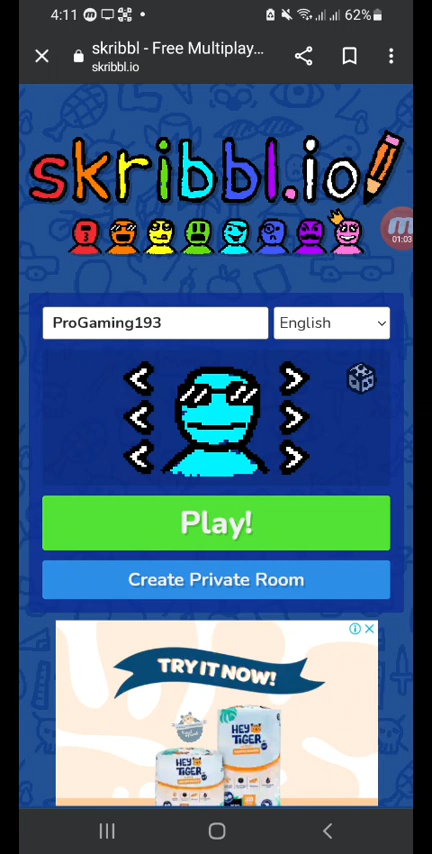 4:11
62%
skribbl - Free Multiplay...
skribbl.io
skribbl.io
01:03
ProGaming193
English
Play!
Create Private Room
TRY IT NOW!
HEY TIGER
HEY TIGER